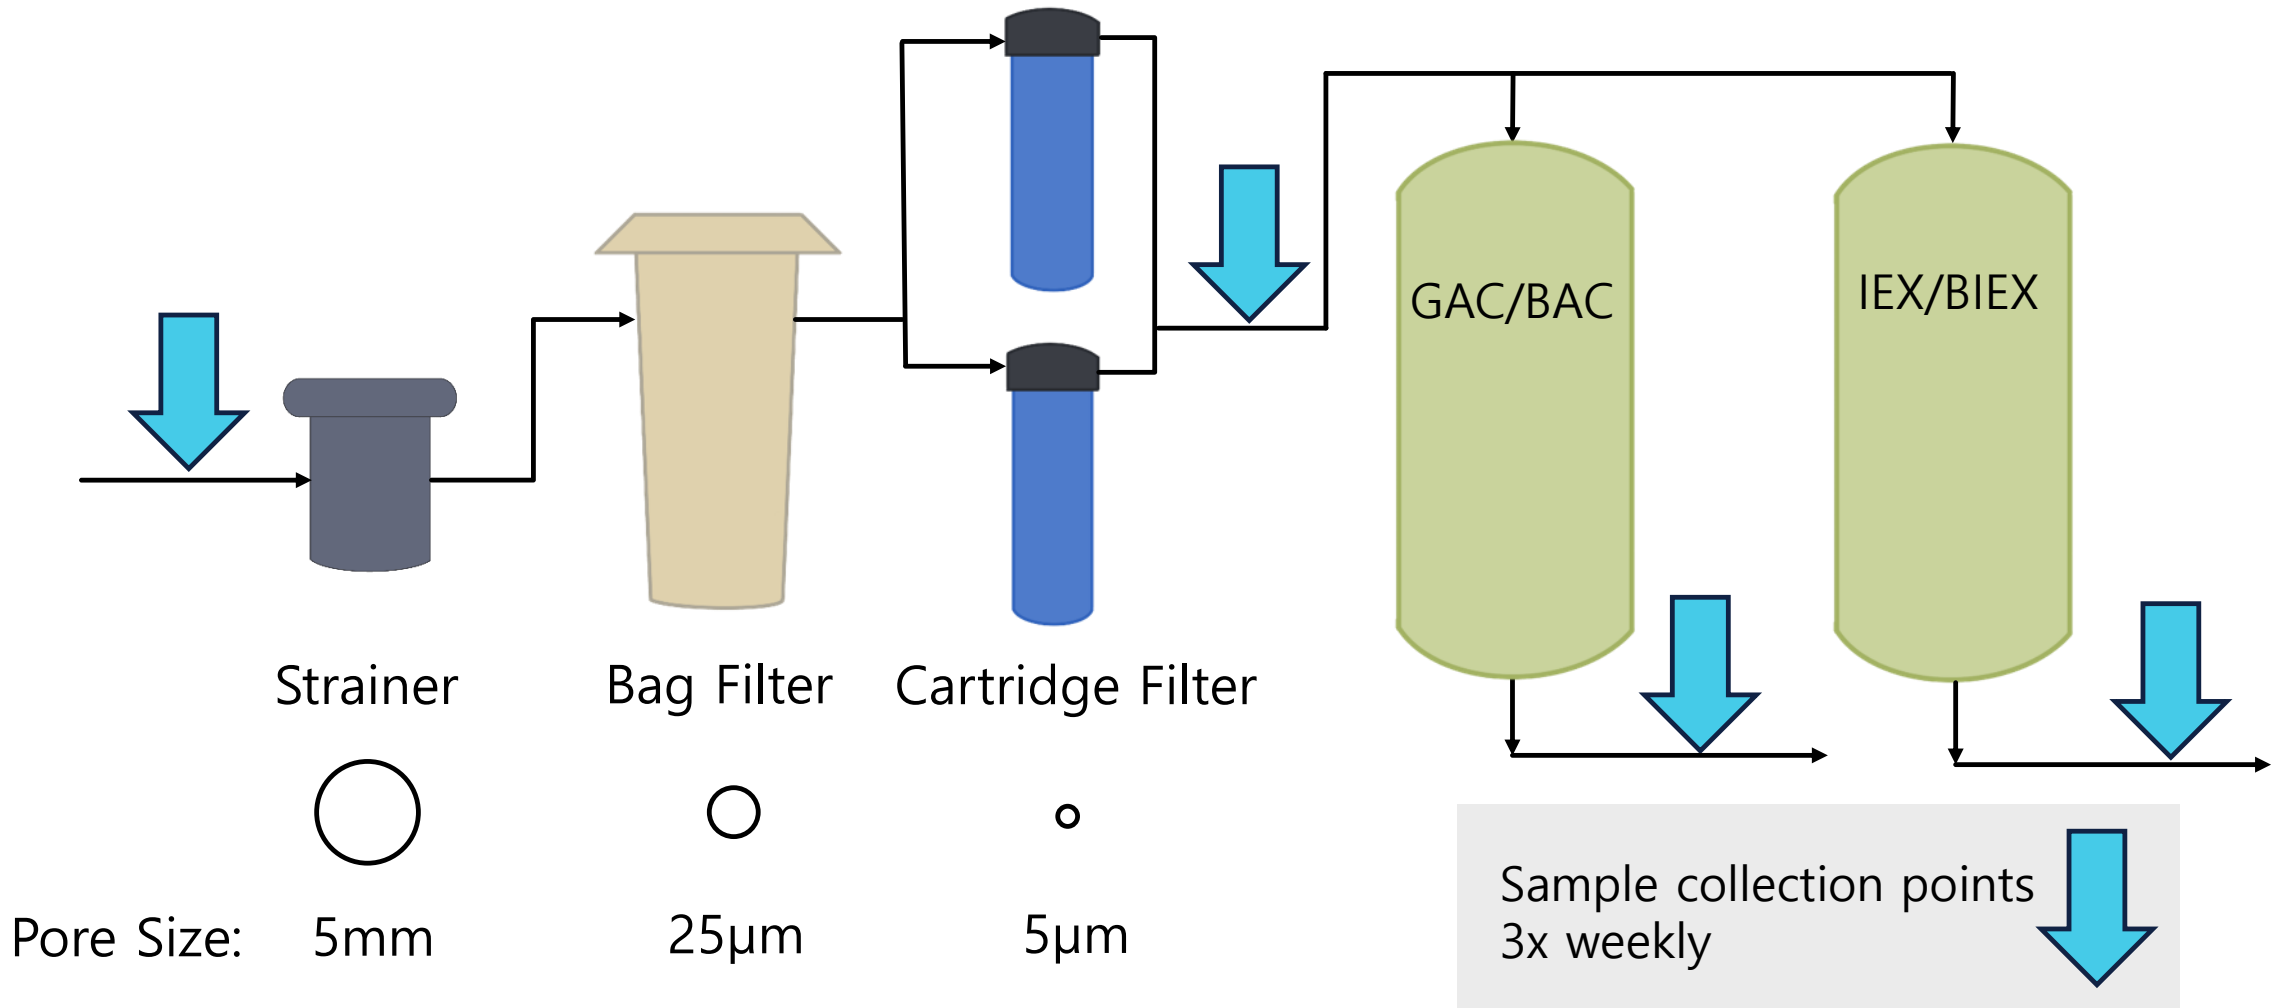 GAC/BAC
IEX/BIEX
Strainer
Bag Filter
Cartridge Filter
Pore Size:
5mm
25µm
5µm
Sample collection points
3x weekly